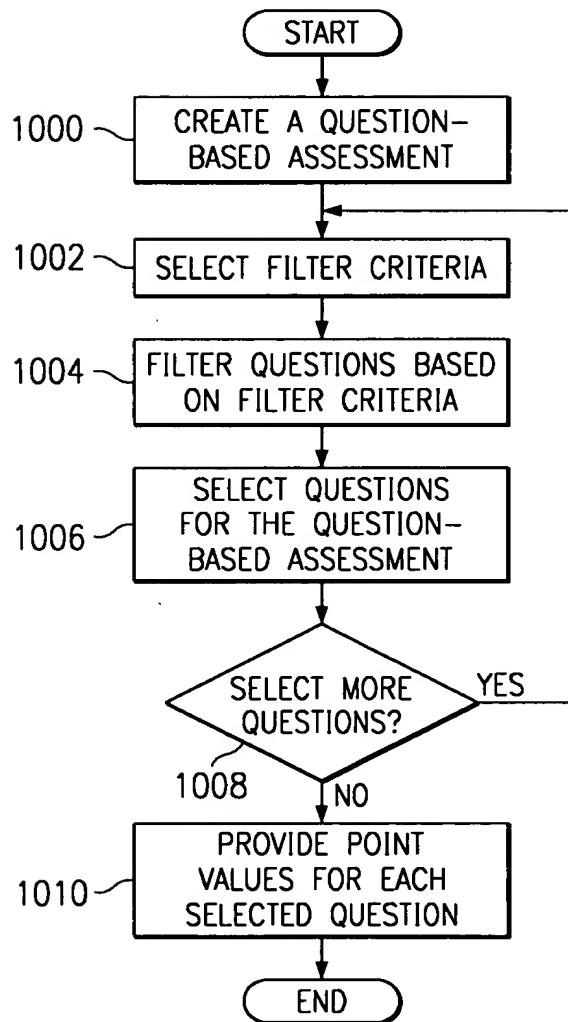 START
1000
CREATE A QUESTION-
BASED ASSESSMENT
1002
SELECT FILTER CRITERIA
1004
FILTER QUESTIONS BASED
ON FILTER CRITERIA
1006
SELECT QUESTIONS
FOR THE QUESTION-
BASED ASSESSMENT
SELECT MORE
QUESTIONS?
YES
1008
NO
1010
PROVIDE POINT
VALUES FOR EACH
SELECTED QUESTION
END